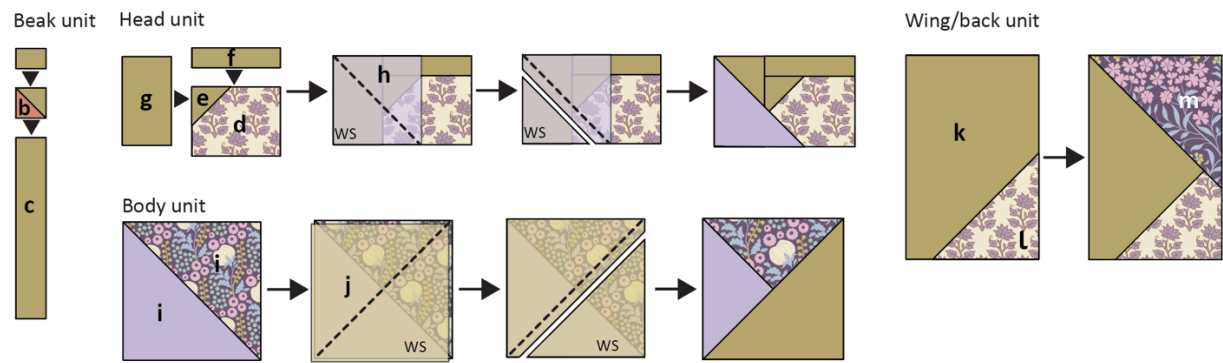 Beak unit
b
c
Head unit
f
g
e
d
h
WS
WS
Body unit
i
i
j
WS
WS
Wing/back unit
k
l
m